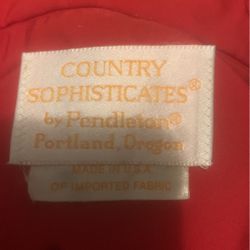 COUNTRY
SOPHISTICATES®
by Pendleton®
Portland, Oregon
MADE IN U.S.A.
OF IMPORTED FABRIC